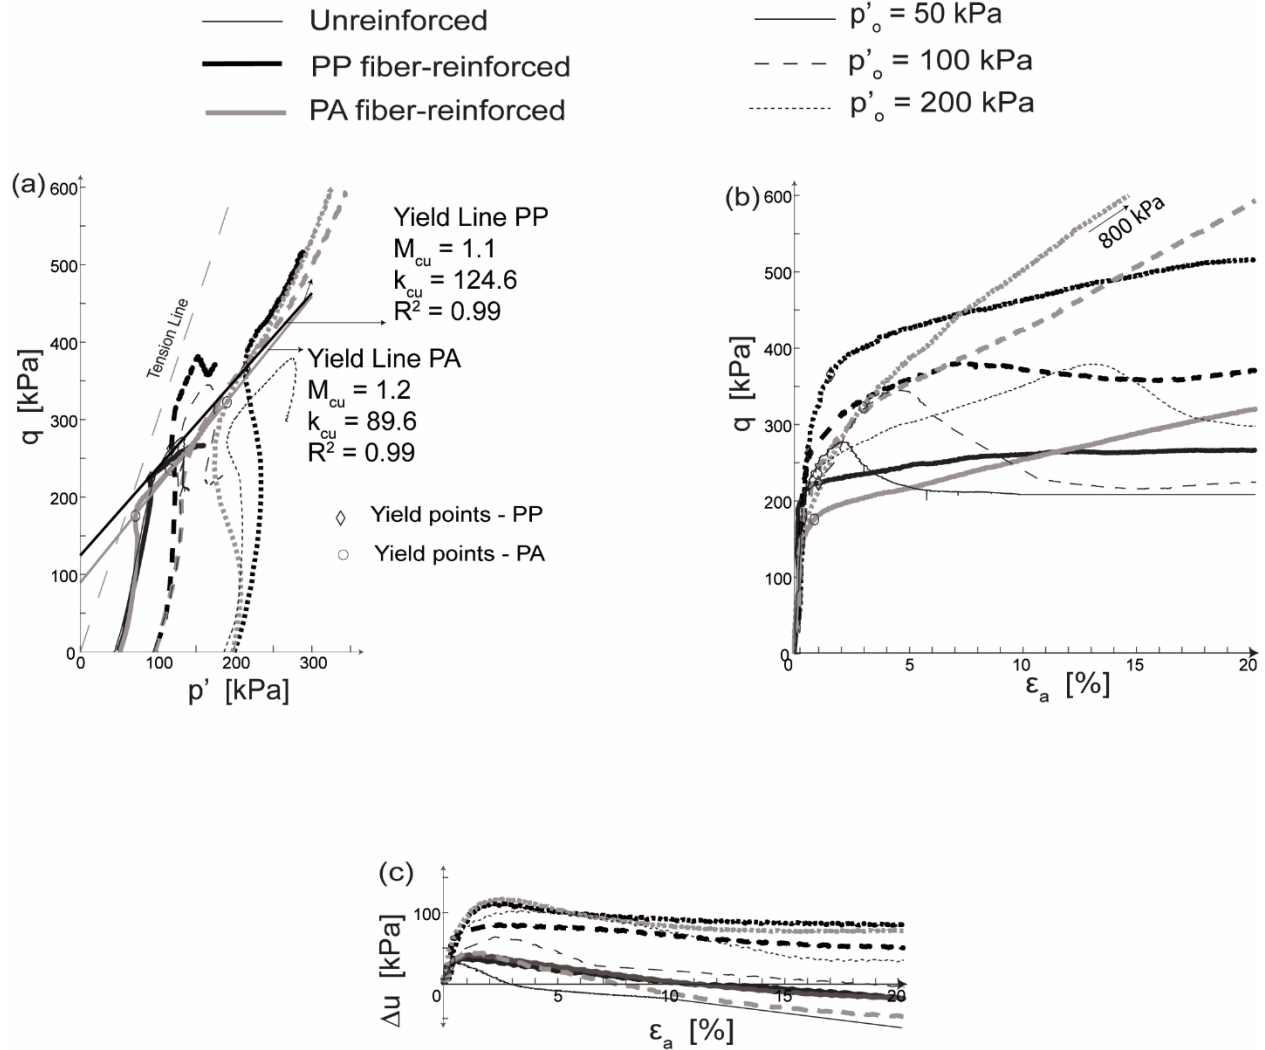 Unreinforced
PP fiber-reinforced
PA fiber-reinforced
p'o = 50 kPa
p'o = 100 kPa
p'o = 200 kPa
(a)
600
500
400
300
200
100
0
q [kPa]
Tension Line
Yield Line PP
Mcu = 1.1
kcu = 124.6
R² = 0.99
Yield Line PA
Mcu = 1.2
kcu = 89.6
R² = 0.99
Yield points - PP
Yield points - PA
0 100 200 300
p' [kPa]
(b)
600
500
400
300
200
100
0
q [kPa]
800 kPa
0 5 10 15 20
εa [%]
(c)
100
0
Δu [kPa]
5 10 15 20
εa [%]